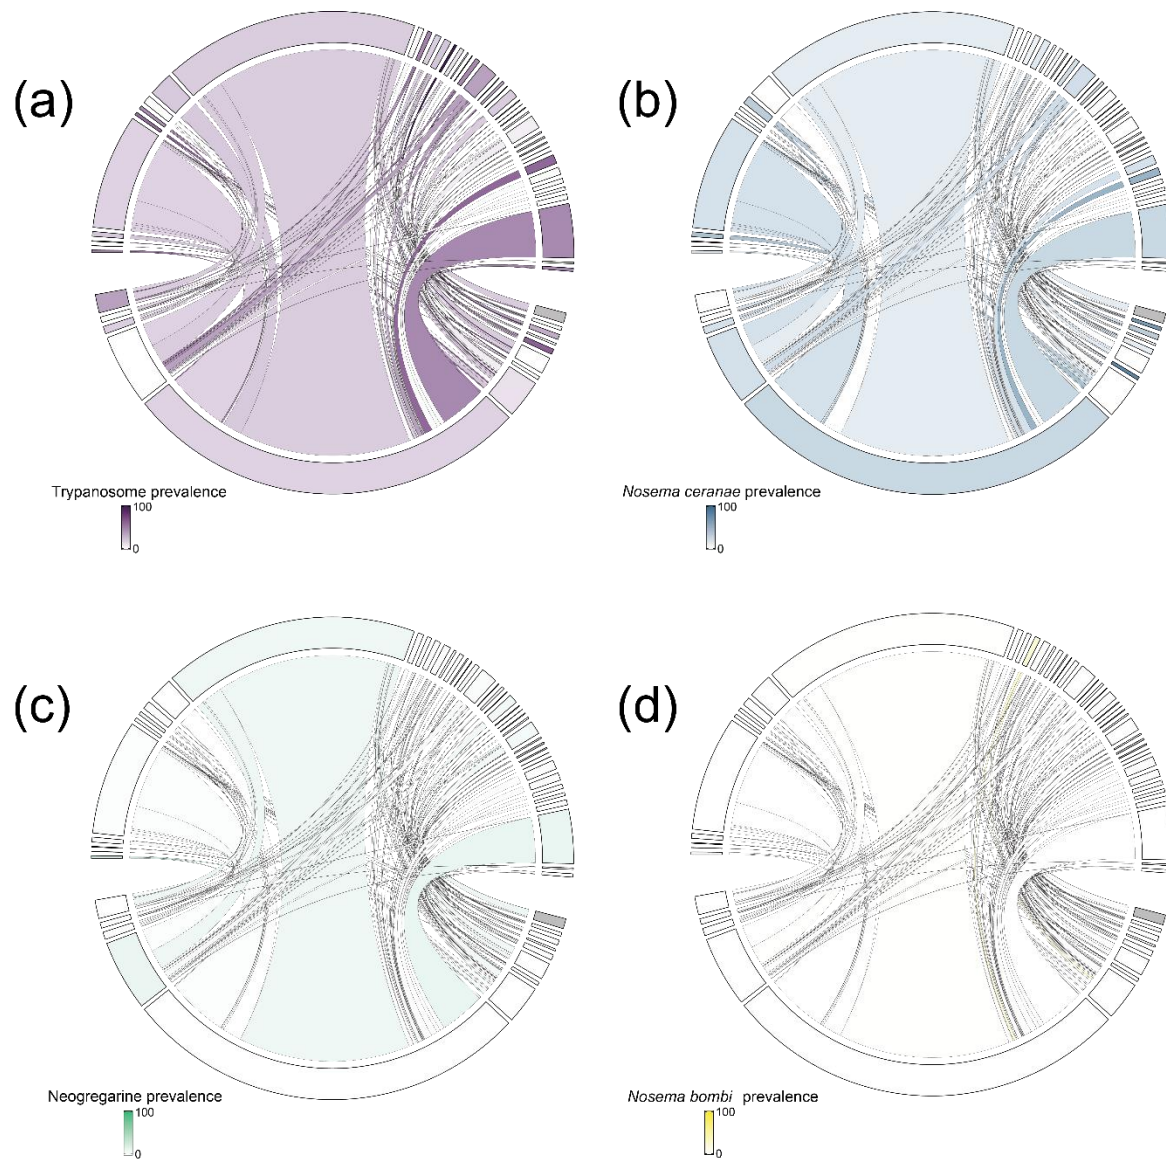 (a)
(b)
Trypanosome prevalence
100
0
Nosema ceranae prevalence
100
0
(c)
(d)
Neogregarine prevalence
100
0
Nosema bombi prevalence
100
0